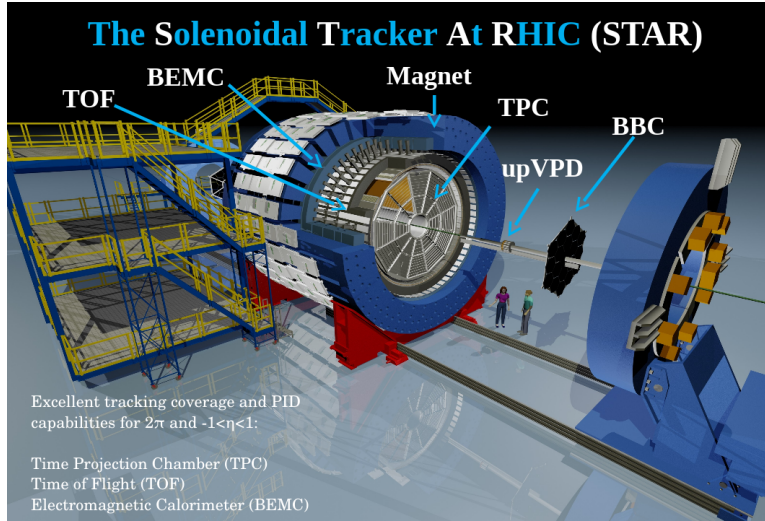 The Solenoidal Tracker At RHIC (STAR)
BEMC
Magnet
TOF
TPC
BBC
upVPD
Excellent tracking coverage and PID
capabilities for 2π and -1<η<1:
Time Projection Chamber (TPC)
Time of Flight (TOF)
Electromagnetic Calorimeter (BEMC)